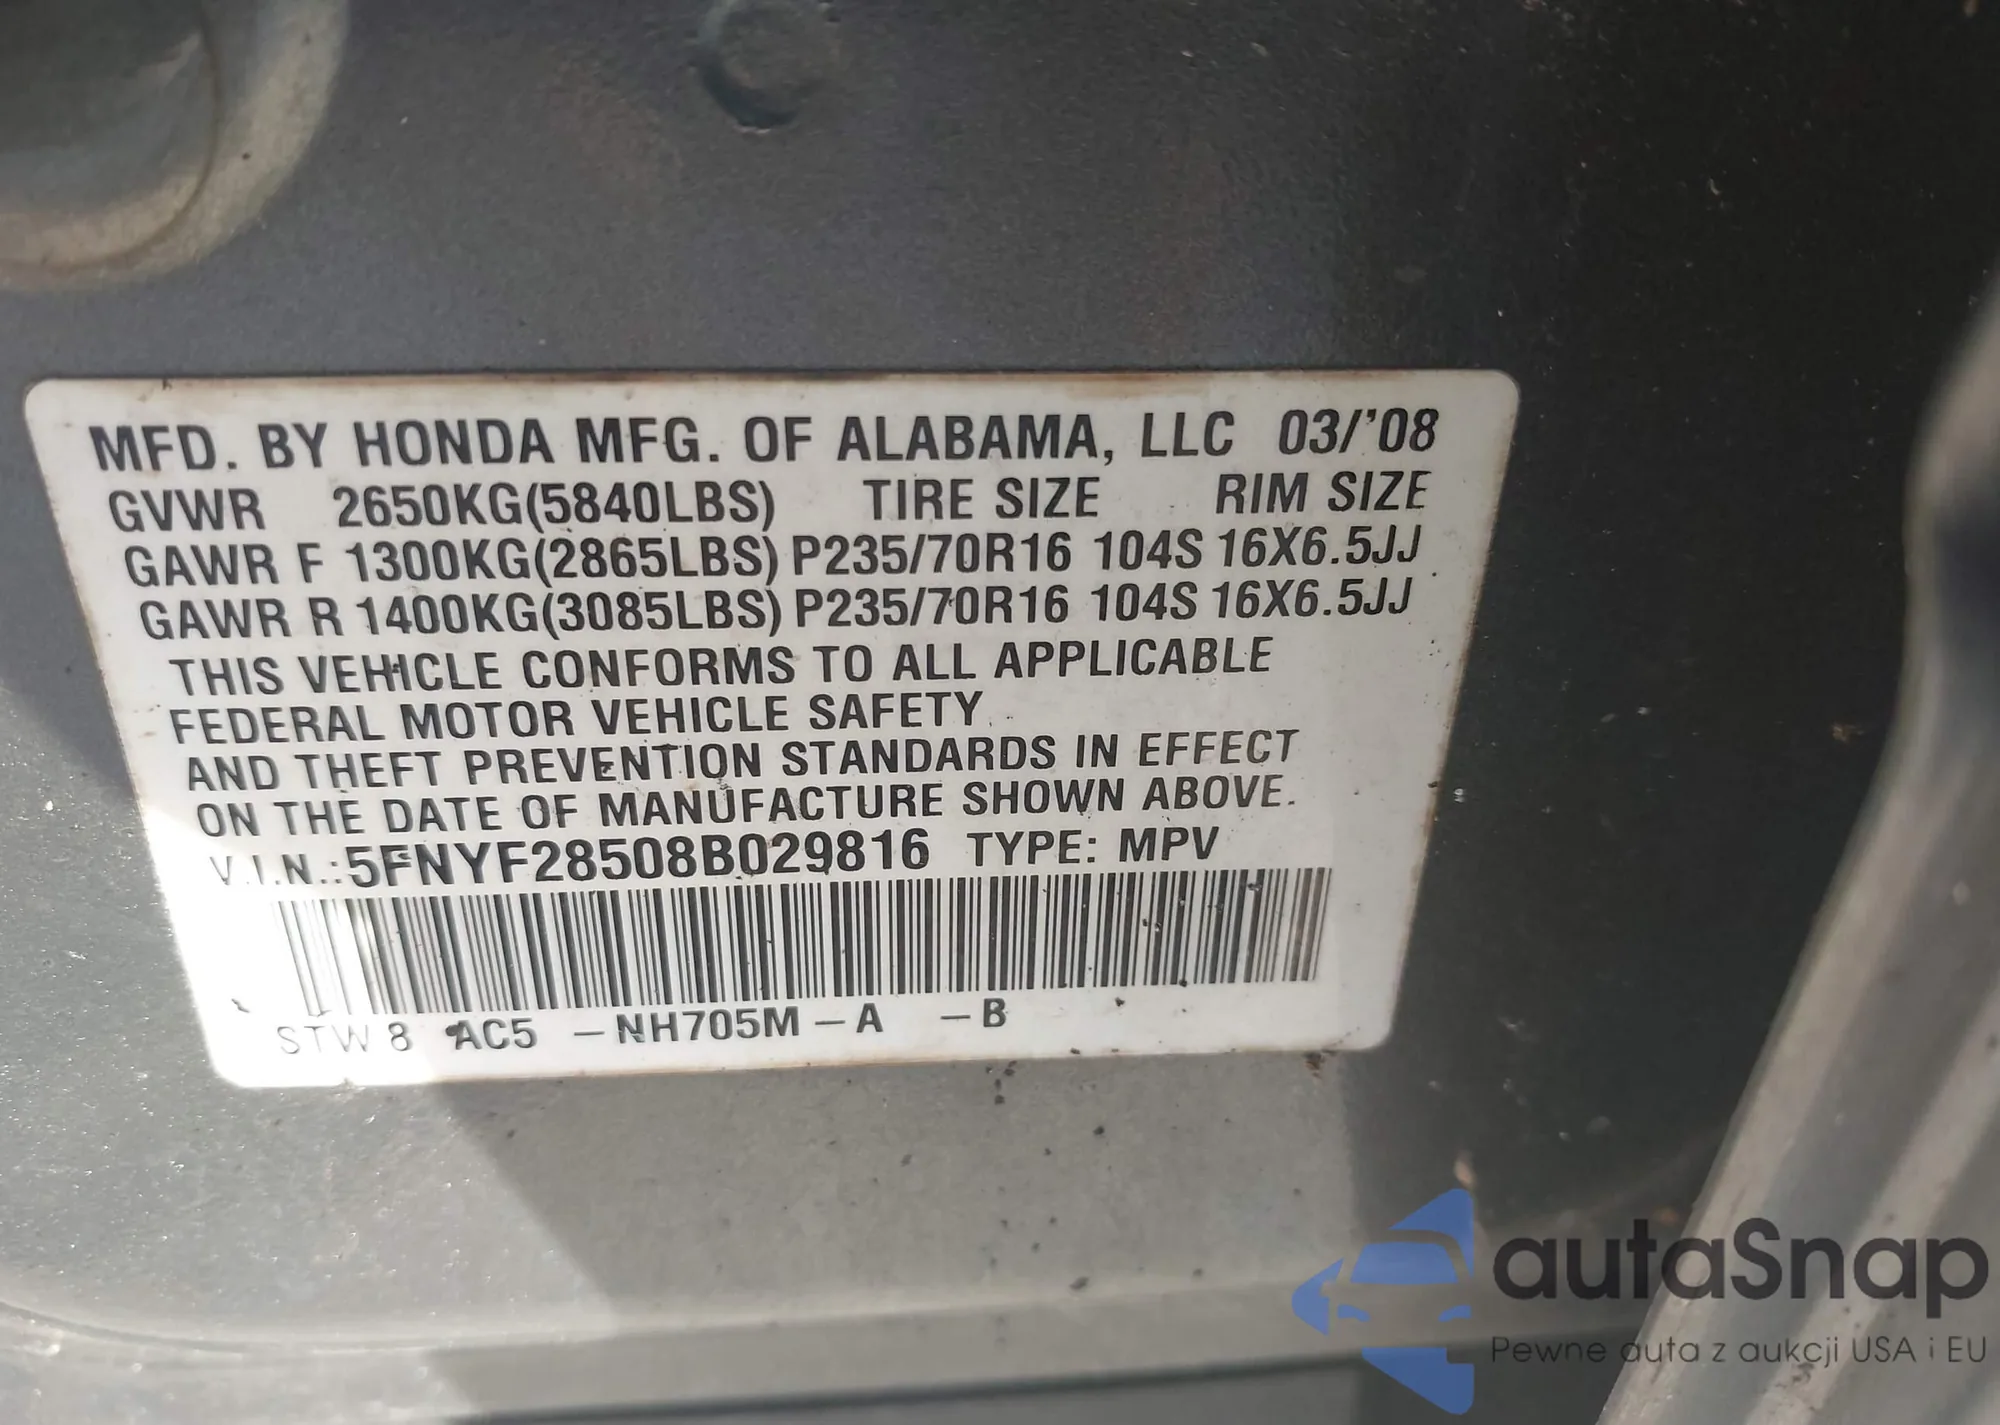 MFD. BY HONDA MFG. OF ALABAMA, LLC 03/'08
GVWR 2650KG(5840LBS) TIRE SIZE RIM SIZE
GAWR F 1300KG(2865LBS) P235/70R16 104S 16X6.5JJ
GAWR R 1400KG(3085LBS) P235/70R16 104S 16X6.5JJ
THIS VEHICLE CONFORMS TO ALL APPLICABLE
FEDERAL MOTOR VEHICLE SAFETY
AND THEFT PREVENTION STANDARDS IN EFFECT
ON THE DATE OF MANUFACTURE SHOWN ABOVE.
V.I.N.:5FNYF28508B029816 TYPE: MPV
STW8 AC5 –NH705M–A –B
autaSnap
Pewne auta z aukcji USA i EU